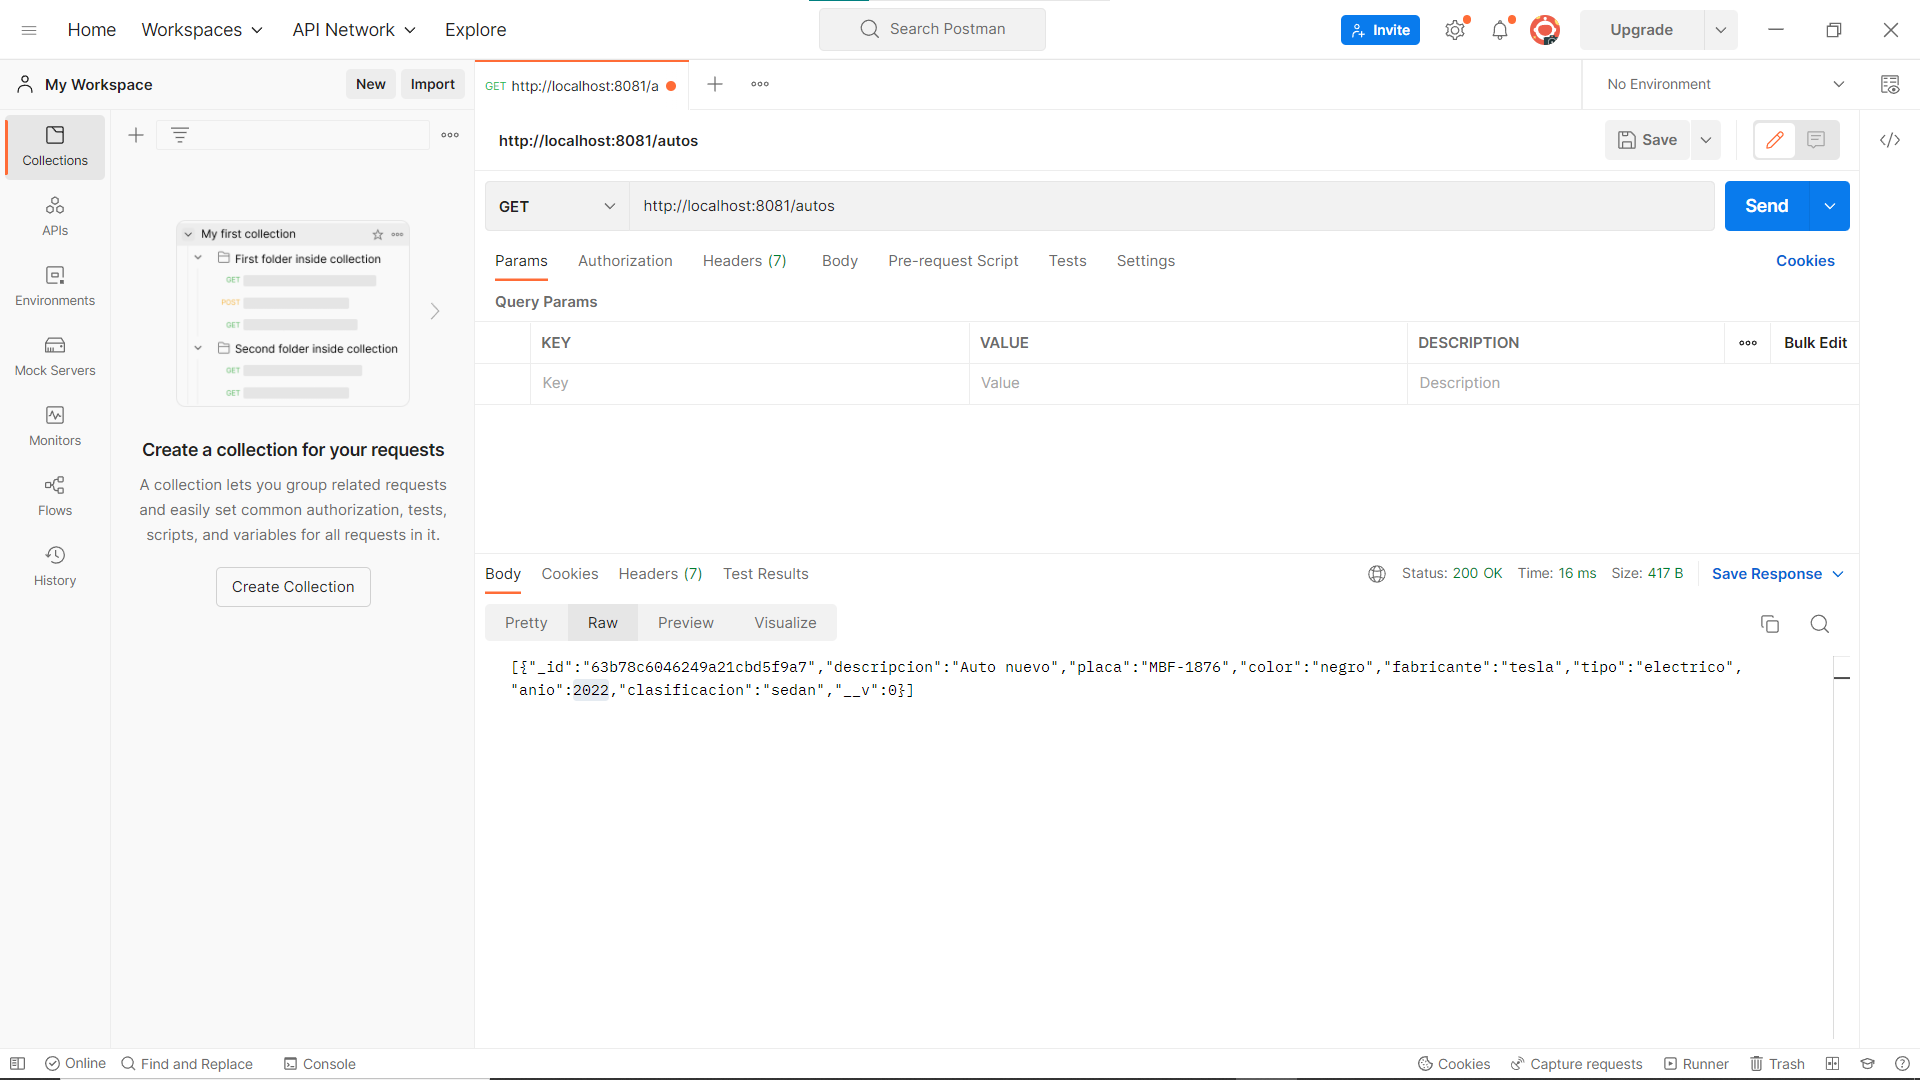 Home Workspaces API Network Explore Search Postman Invite Upgrade
My Workspace New Import GET http://localhost:8081/a No Environment
Collections
APIs
Environments
Mock Servers
Monitors
Flows
History
My first collection
First folder inside collection
GET
POST
GET
Second folder inside collection
GET
GET
Create a collection for your requests
A collection lets you group related requests
and easily set common authorization, tests,
scripts, and variables for all requests in it.
Create Collection
http://localhost:8081/autos Save
GET http://localhost:8081/autos Send
Params Authorization Headers (7) Body Pre-request Script Tests Settings Cookies
Query Params
KEY VALUE DESCRIPTION Bulk Edit
Key Value Description
Body Cookies Headers (7) Test Results Status: 200 OK Time: 16 ms Size: 417 B Save Response
Pretty Raw Preview Visualize
[{"_id":"63b78c6046249a21cbd5f9a7","descripcion":"Auto nuevo","placa":"MBF-1876","color":"negro","fabricante":"tesla","tipo":"electrico",
"anio":2022,"clasificacion":"sedan","__v":0}]
Online Find and Replace Console Cookies Capture requests Runner Trash